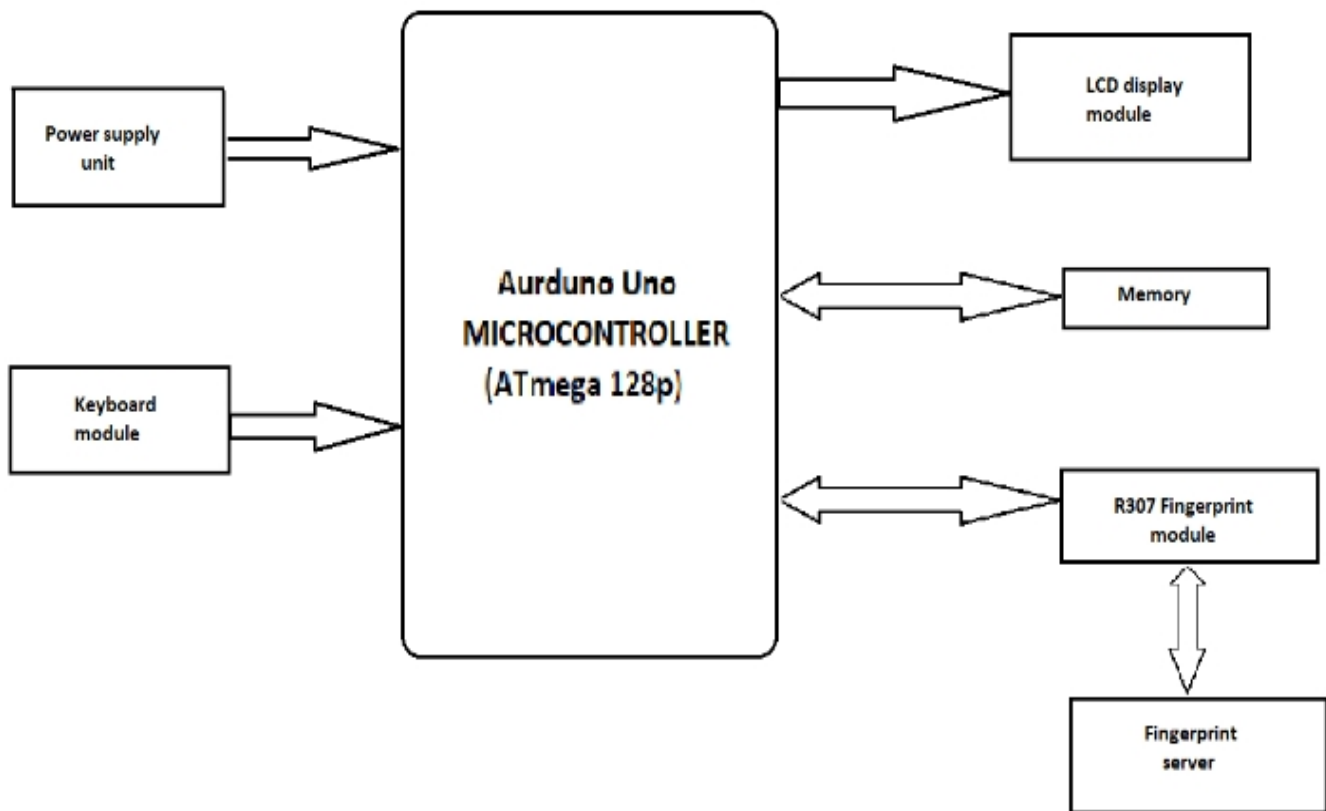 Power supply
unit
Keyboard
module
Aurduno Uno
MICROCONTROLLER
(ATmega 128p)
LCD display
module
Memory
R307 Fingerprint
module
Fingerprint
server